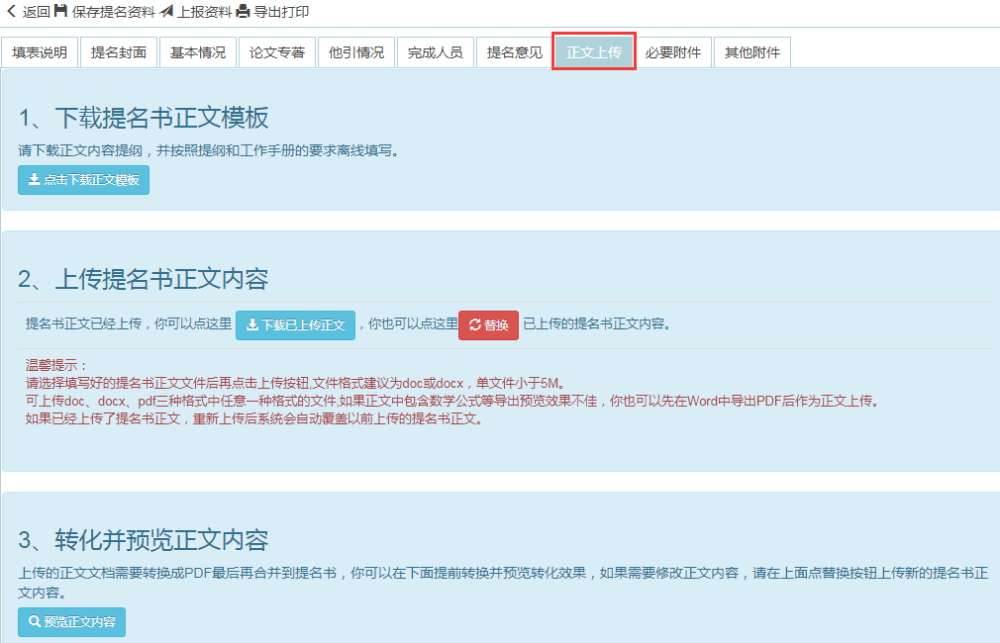 返回 保存提名资料 上报资料 导出打印
填表说明 提名封面 基本情况 论文专著 他引情况 完成人员 提名意见 正文上传 必要附件 其他附件
1、下载提名书正文模板
请下载正文内容提纲，并按照提纲和工作手册的要求离线填写。
点击下载正文模板
2、上传提名书正文内容
提名书正文已经上传，你可以点这里 下载已上传正文 ，你也可以点这里 替换 已上传的提名书正文内容。
温馨提示：
请选择填写好的提名书正文文件后再点击上传按钮,文件格式建议为doc或docx，单文件小于5M。
可上传doc、docx、pdf三种格式中任意一种格式的文件,如果正文中包含数学公式等导出预览效果不佳，你也可以先在Word中导出PDF后作为正文上传。
如果已经上传了提名书正文，重新上传后系统会自动覆盖以前上传的提名书正文。
3、转化并预览正文内容
上传的正文文档需要转换成PDF最后再合并到提名书，你可以在下面提前转换并预览转化效果，如果需要修改正文内容，请在上面点替换按钮上传新的提名书正
文内容。
预览正文内容